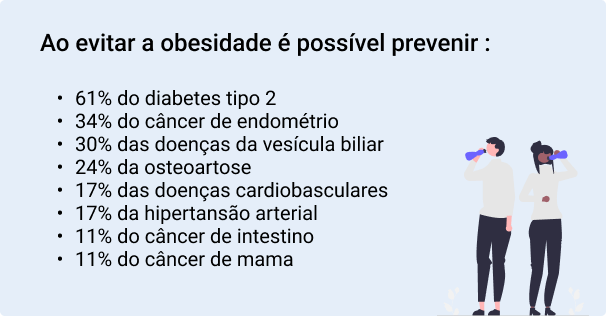 Ao evitar a obesidade é possível prevenir :
• 61% do diabetes tipo 2
• 34% do câncer de endométrio
• 30% das doenças da vesícula biliar
• 24% da osteoartose
• 17% das doenças cardiobasculares
• 17% da hipertansão arterial
• 11% do câncer de intestino
• 11% do câncer de mama